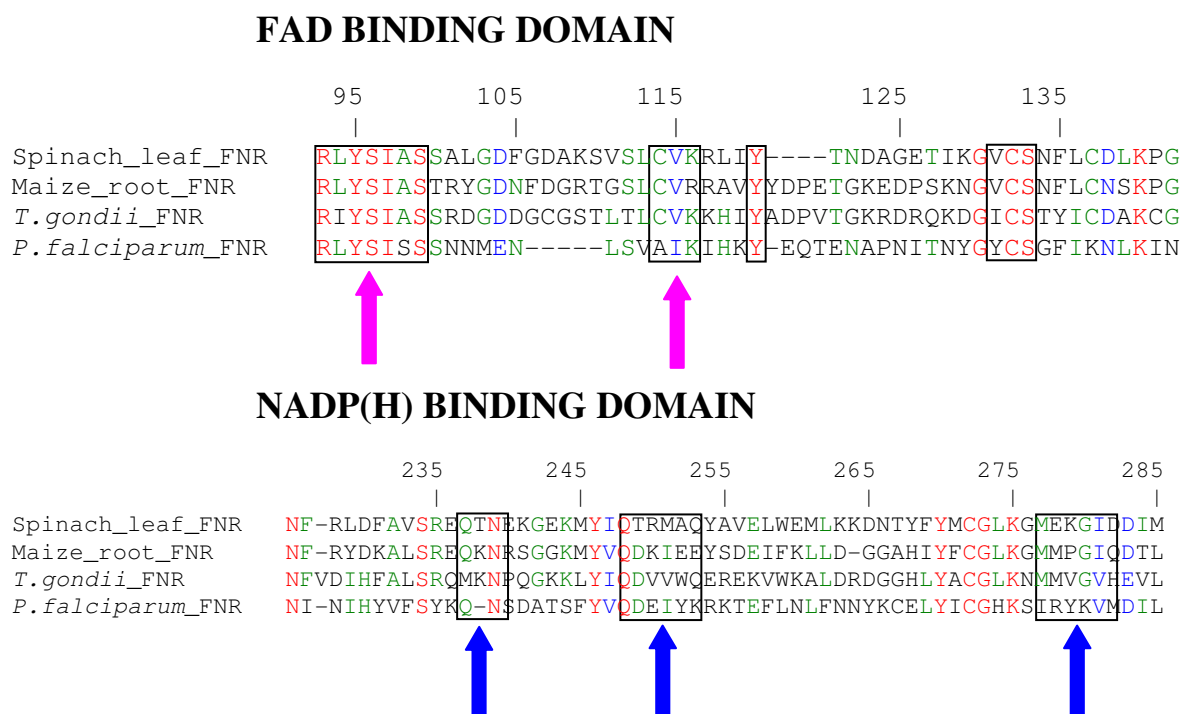 FAD BINDING DOMAIN
95 105 115 125 135
| | | | |
Spinach_leaf_FNR RLYSIASSALGDFGDAKSVSLCVKRLIY----TNDAGETIKGVCSNFLCDLKPG
Maize_root_FNR RLYSIASTRYGDNFDGRTGSLCVRRAVYYDPETGKEDPSKNGVCSNFLCNSKPG
T.gondii_FNR RIYSIASSRDGDDGCGSTLTLCVKKHIYADPVTGKRDRQKDGICSTYICDAKCG
P.falciparum_FNR RLYSISSSNNMEN-----LSVAIKIHKY-EQTENAPNITNYGYCSGFIKNLKIN
NADP(H) BINDING DOMAIN
235 245 255 265 275 285
| | | | | |
Spinach_leaf_FNR NF-RLDFAVSREQTNEKGEKMYIQTRMAQYAVELWEMLKKDNTYFYMCGLKGMEKGIDDIM
Maize_root_FNR NF-RYDKALSREQKNRSGGKMYVQDKIEEYSDEIFKLLD-GGAHIYFCGLKGMMPGIQDTL
T.gondii_FNR NFVDIHFALSRQMKNPQGKKLYIQDVVWQEREKVWKALDRDGGHLYACGLKNMMVGVHEVL
P.falciparum_FNR NI-NIHYVFSYKQ-NSDATSFYVQDEIYKRKTEFLNLFNNYKCELYICGHKSIRYKVMDIL